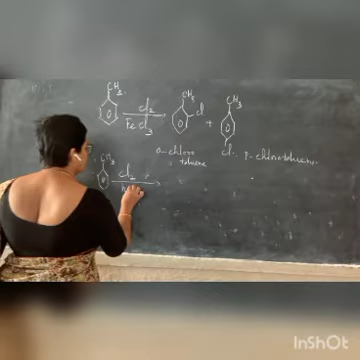 CH3
Cl2
FeCl3
CH3
Cl
+
CH3
Cl
o-chloro
toluene
p-chlorotoluene
CH3
Cl2
InShOt